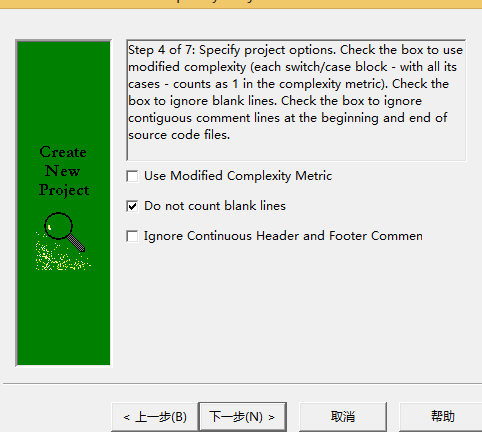 Step 4 of 7: Specify project options. Check the box to use
modified complexity (each switch/case block - with all its
cases - counts as 1 in the complexity metric). Check the
box to ignore blank lines. Check the box to ignore
contiguous comment lines at the beginning and end of
source code files.
Create
New
Project
Use Modified Complexity Metric
Do not count blank lines
Ignore Continuous Header and Footer Commen
< 上一步(B)
下一步(N) >
取消
帮助